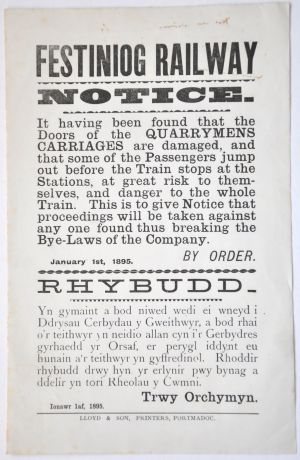 FESTINIOG RAILWAY
NOTICE.
It having been found that the
Doors of the QUARRYMENS
CARRIAGES are damaged, and
that some of the Passengers jump
out before the Train stops at the
Stations, at great risk to them-
selves, and danger to the whole
Train. This is to give Notice that
proceedings will be taken against
any one found thus breaking the
Bye-Laws of the Company.
January 1st, 1895. BY ORDER.
RHYBUDD.
Yn gymaint a bod niwed wedi ei wneyd i
Ddrysau Cerbydau y Gweithwyr, a bod rhai
o'r teithwyr yn neidio allan cyn i'r Gerbydres
gyrhaedd yr Orsaf, er perygl iddynt eu
hunain a'r teithwyr yn gyffredinol. Rhoddir
rhybudd drwy hyn yr erlynir pwy bynag a
ddelir yn tori Rheolau y Cwmni.
Trwy Orchymyn.
Ionawr 1af, 1895.
LLOYD & SON, PRINTERS, PORTMADOC.